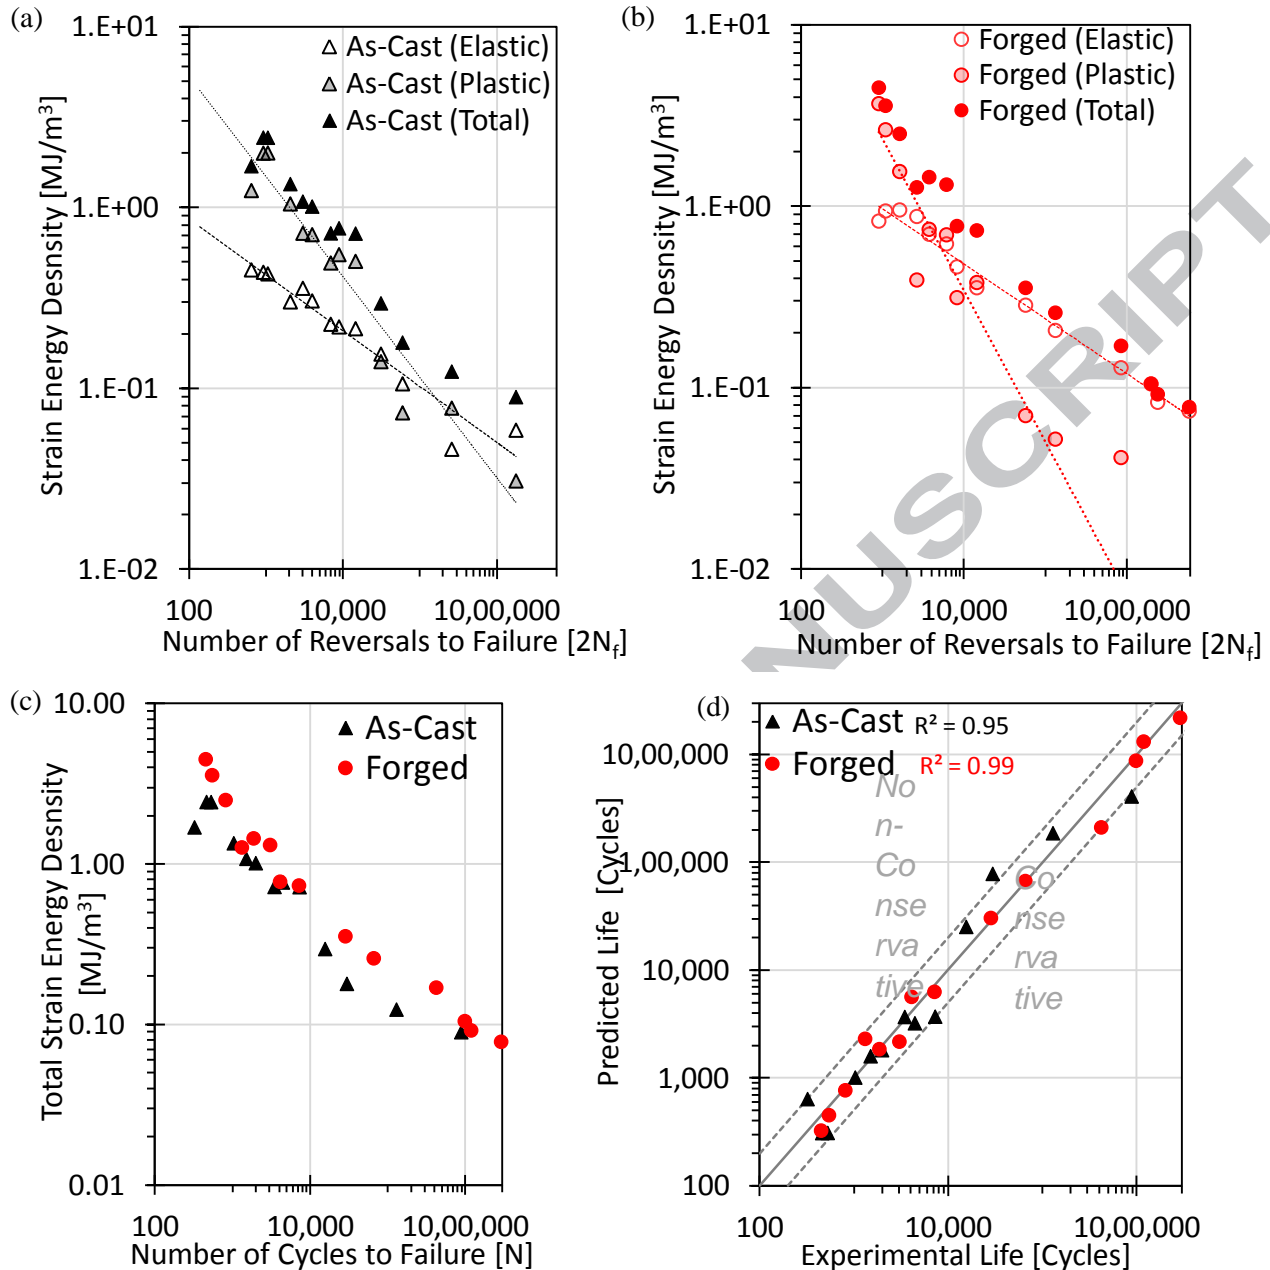 (a)
1.E+01
1.E+00
1.E-01
1.E-02
Strain Energy Desnsity [MJ/m³]
As-Cast (Elastic)
As-Cast (Plastic)
As-Cast (Total)
100
10,000
10,00,000
Number of Reversals to Failure [2Nf]
(b)
1.E+01
1.E+00
1.E-01
1.E-02
Strain Energy Desnsity [MJ/m³]
Forged (Elastic)
Forged (Plastic)
Forged (Total)
100
10,000
10,00,000
Number of Reversals to Failure [2Nf]
NUSCRIPT
(c)
10.00
1.00
0.10
0.01
Total Strain Energy Desnsity
[MJ/m³]
As-Cast
Forged
100
10,000
10,00,000
Number of Cycles to Failure [N]
(d)
10,00,000
1,00,000
10,000
1,000
100
Predicted Life [Cycles]
As-Cast R² = 0.95
Forged R² = 0.99
No
n-
Co
nse
rva
tive
Co
nse
rva
tive
100
10,000
10,00,000
Experimental Life [Cycles]